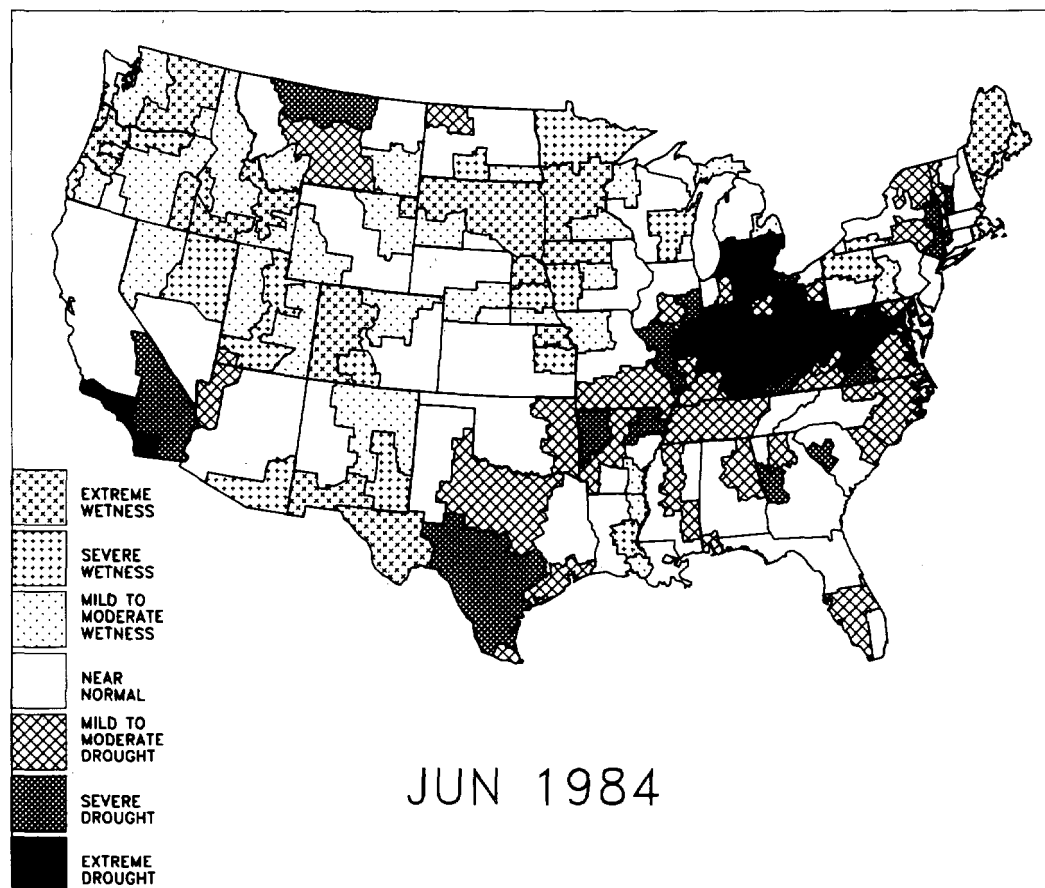 EXTREME
WETNESS
SEVERE
WETNESS
MILD TO
MODERATE
WETNESS
NEAR
NORMAL
MILD TO
MODERATE
DROUGHT
SEVERE
DROUGHT
EXTREME
DROUGHT
JUN 1984